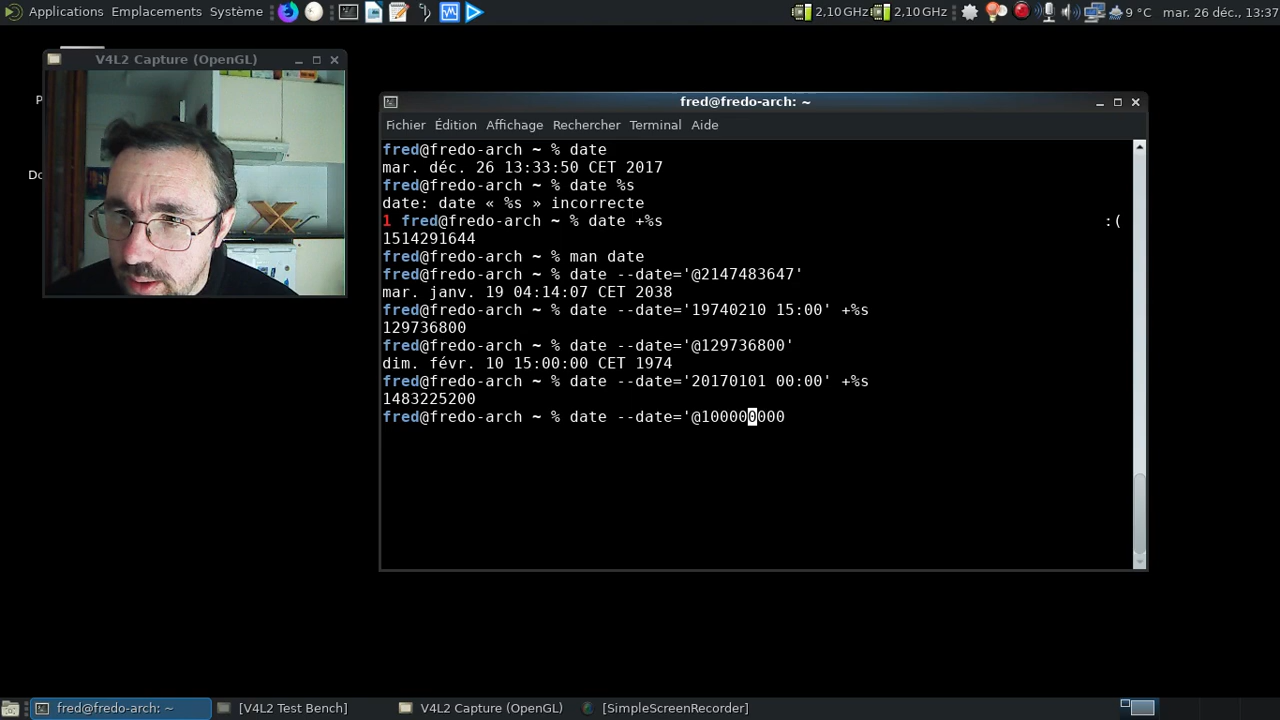 Applications Emplacements Système
2,10 GHz 2,10 GHz 9 °C mar. 26 déc., 13:37
V4L2 Capture (OpenGL)
P
Do
fred@fredo-arch: ~
Fichier Édition Affichage Rechercher Terminal Aide
fred@fredo-arch ~ % date
mar. déc. 26 13:33:50 CET 2017
fred@fredo-arch ~ % date %s
date: date « %s » incorrecte
1 fred@fredo-arch ~ % date +%s :(
1514291644
fred@fredo-arch ~ % man date
fred@fredo-arch ~ % date --date='@2147483647'
mar. janv. 19 04:14:07 CET 2038
fred@fredo-arch ~ % date --date='19740210 15:00' +%s
129736800
fred@fredo-arch ~ % date --date='@129736800'
dim. févr. 10 15:00:00 CET 1974
fred@fredo-arch ~ % date --date='20170101 00:00' +%s
1483225200
fred@fredo-arch ~ % date --date='@100000000
fred@fredo-arch: ~ [V4L2 Test Bench] V4L2 Capture (OpenGL) [SimpleScreenRecorder]